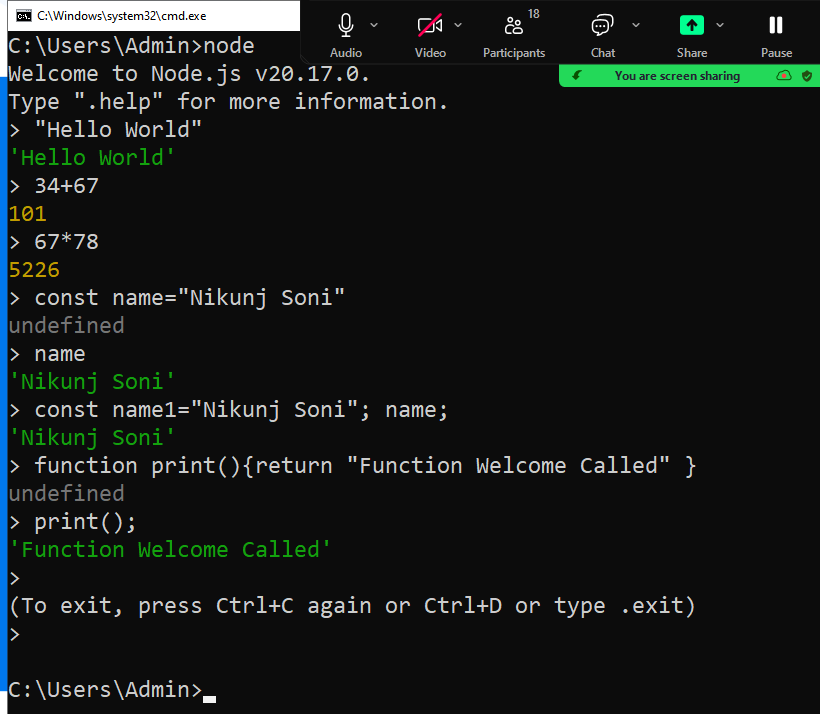 C:\Windows\system32\cmd.exe
18
Audio
Video
Participants
Chat
Share
Pause
You are screen sharing
C:\Users\Admin>node
Welcome to Node.js v20.17.0.
Type ".help" for more information.
> "Hello World"
'Hello World'
> 34+67
101
> 67*78
5226
> const name="Nikunj Soni"
undefined
> name
'Nikunj Soni'
> const name1="Nikunj Soni"; name;
'Nikunj Soni'
> function print(){return "Function Welcome Called" }
undefined
> print();
'Function Welcome Called'
>
(To exit, press Ctrl+C again or Ctrl+D or type .exit)
>
C:\Users\Admin>